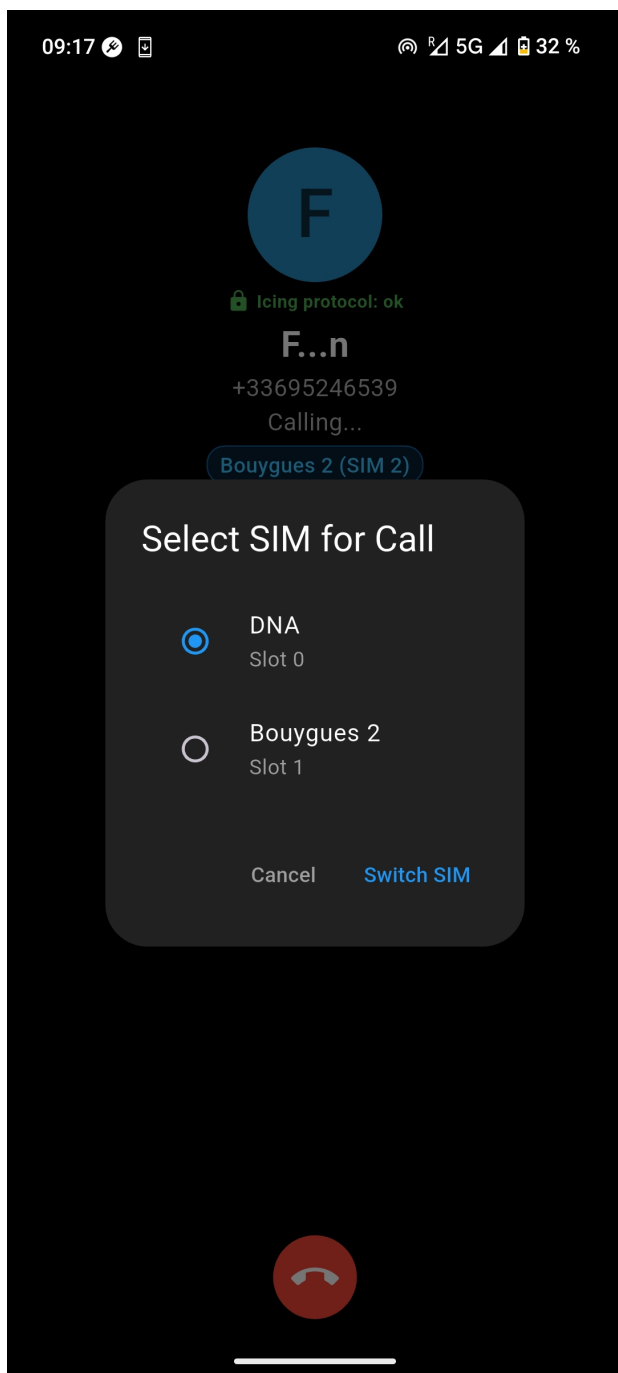 09:17 R 5G 32 %
F
Icing protocol: ok
F...n
+33695246539
Calling...
Bouygues 2 (SIM 2)
Select SIM for Call
DNA
Slot 0
Bouygues 2
Slot 1
Cancel Switch SIM